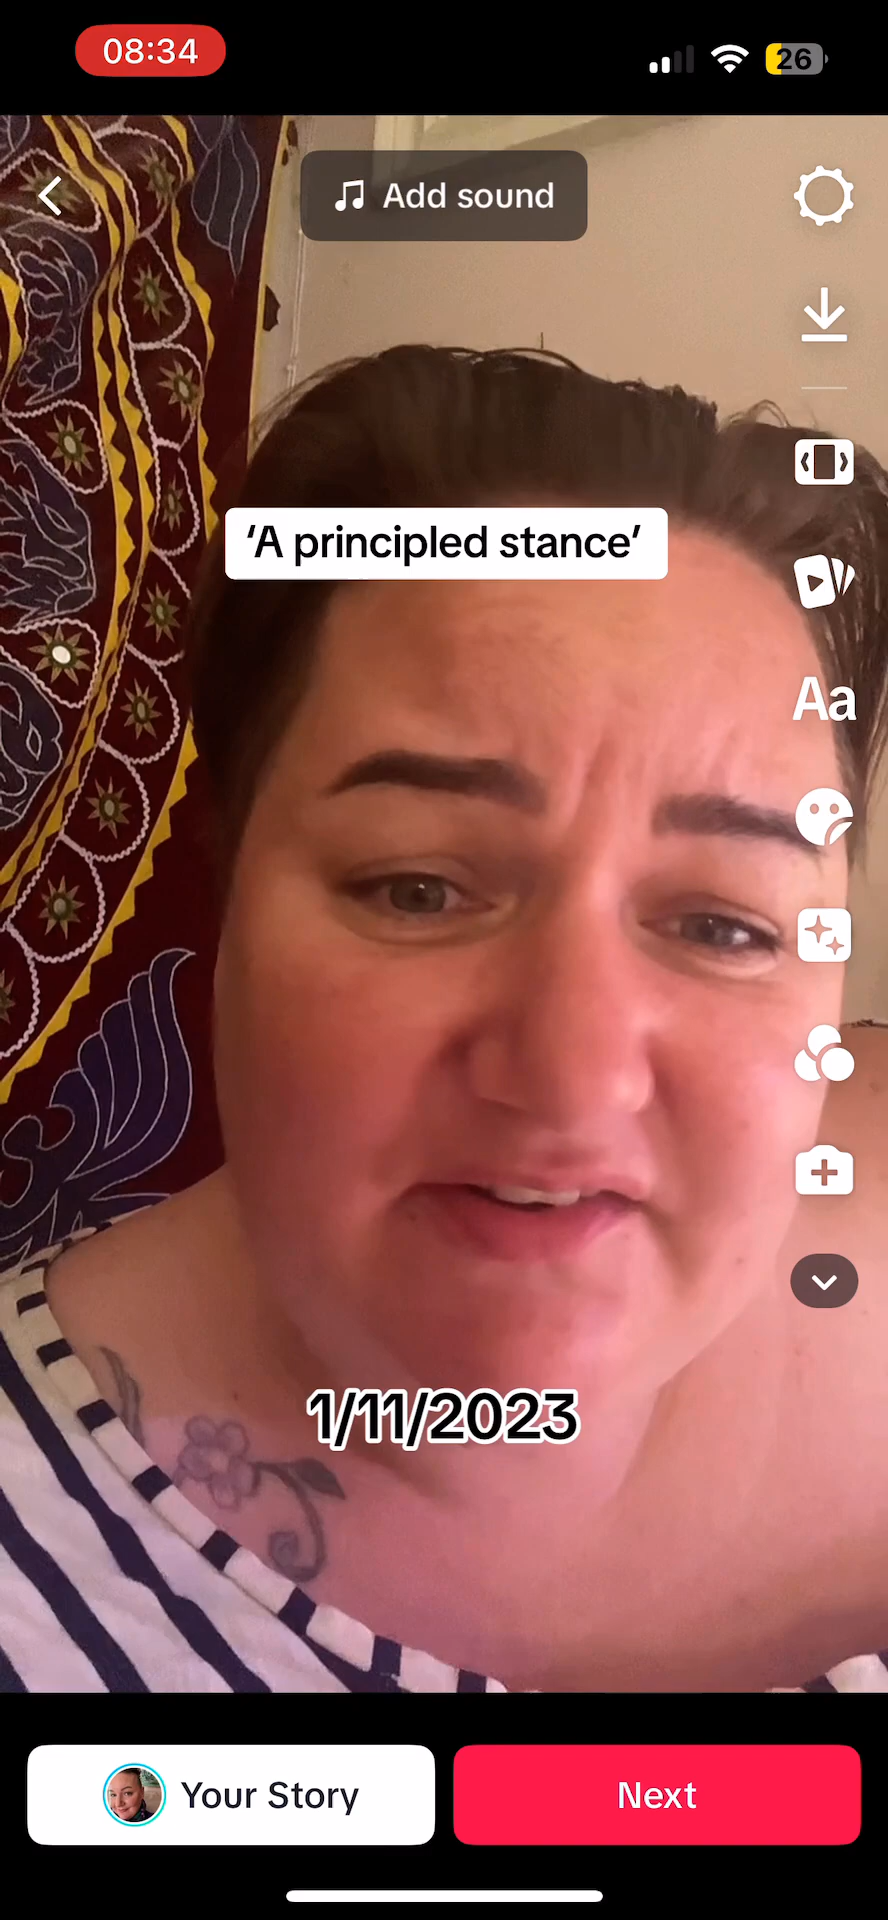 08:34
26
Add sound
‘A principled stance’
Aa
1/11/2023
Your Story
Next